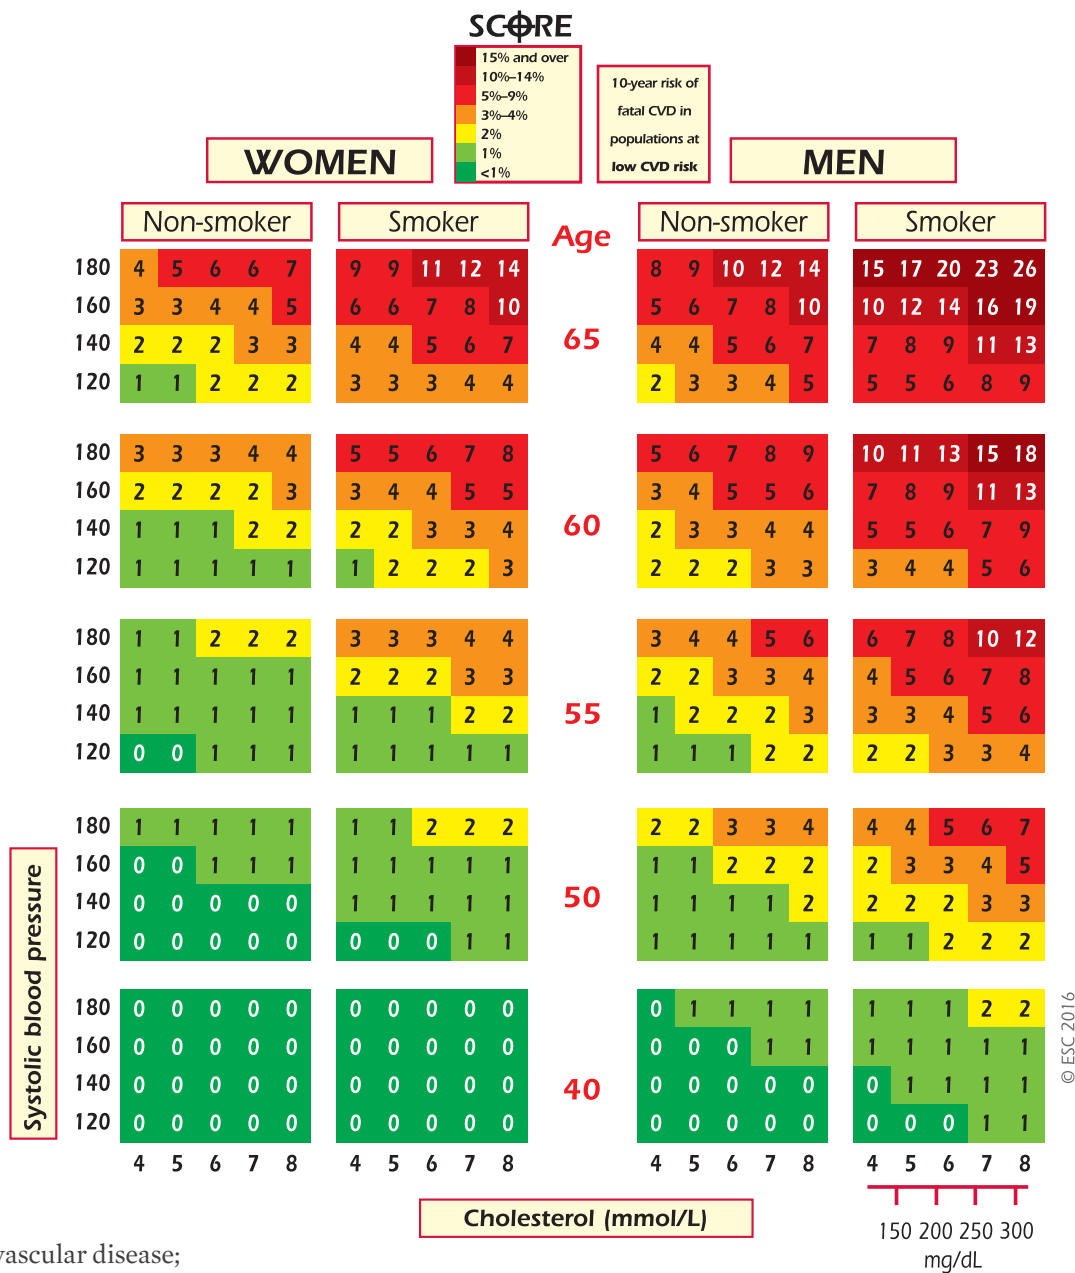 SCORE
15% and over
10%–14%
5%–9%
3%–4%
2%
1%
<1%
10-year risk of
fatal CVD in
populations at
low CVD risk
WOMEN
MEN
Non-smoker Smoker Age Non-smoker Smoker
180 4 5 6 6 7 9 9 11 12 14 8 9 10 12 14 15 17 20 23 26
160 3 3 4 4 5 6 6 7 8 10 5 6 7 8 10 10 12 14 16 19
65
140 2 2 2 3 3 4 4 5 6 7 4 4 5 6 7 7 8 9 11 13
120 1 1 2 2 2 3 3 3 4 4 2 3 3 4 5 5 5 6 8 9
180 3 3 3 4 4 5 5 6 7 8 5 6 7 8 9 10 11 13 15 18
160 2 2 2 2 3 3 4 4 5 5 3 4 5 5 6 7 8 9 11 13
60
140 1 1 1 2 2 2 2 3 3 4 2 3 3 4 4 5 5 6 7 9
120 1 1 1 1 1 1 2 2 2 3 2 2 2 3 3 3 4 4 5 6
180 1 1 2 2 2 3 3 3 4 4 3 4 4 5 6 6 7 8 10 12
160 1 1 1 1 1 2 2 2 3 3 2 2 3 3 4 4 5 6 7 8
55
140 1 1 1 1 1 1 1 1 2 2 1 2 2 2 3 3 3 4 5 6
120 0 0 1 1 1 1 1 1 1 1 1 1 1 2 2 2 2 3 3 4
180 1 1 1 1 1 1 1 2 2 2 2 2 3 3 4 4 4 5 6 7
160 0 0 1 1 1 1 1 1 1 1 1 1 2 2 2 2 3 3 4 5
50
140 0 0 0 0 0 1 1 1 1 1 1 1 1 1 2 2 2 2 3 3
120 0 0 0 0 0 0 0 0 1 1 1 1 1 1 1 1 1 2 2 2
180 0 0 0 0 0 0 0 0 0 0 0 1 1 1 1 1 1 1 2 2
160 0 0 0 0 0 0 0 0 0 0 0 0 0 1 1 1 1 1 1 1
40
140 0 0 0 0 0 0 0 0 0 0 0 0 0 0 0 0 1 1 1 1
120 0 0 0 0 0 0 0 0 0 0 0 0 0 0 0 0 0 0 1 1
4 5 6 7 8 4 5 6 7 8 4 5 6 7 8 4 5 6 7 8
Systolic blood pressure
Cholesterol (mmol/L)
150 200 250 300
mg/dL
© ESC 2016
vascular disease;